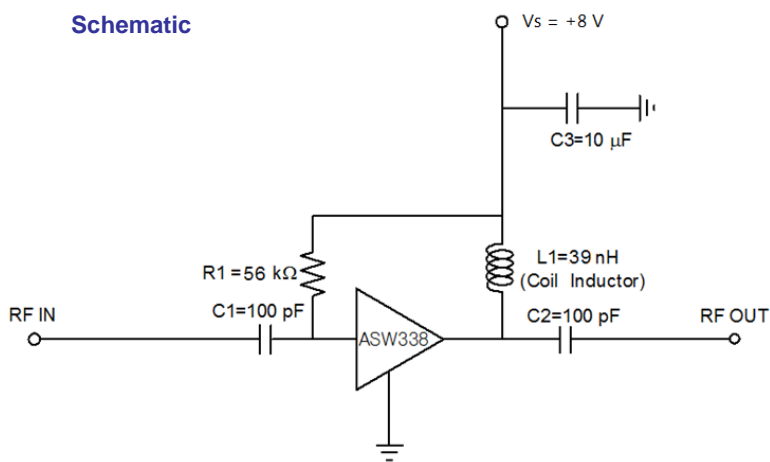 Schematic
Vs = +8 V
C3=10 μF
R1=56 kΩ
L1=39 nH
(Coil Inductor)
RF IN
C1=100 pF
C2=100 pF
RF OUT
ASW338